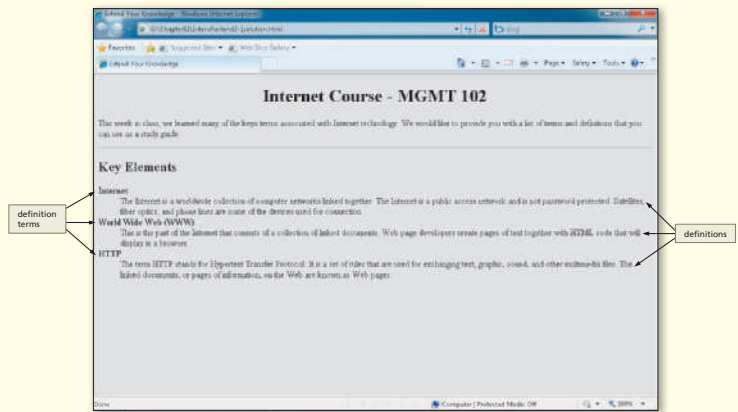 Extend Your Knowledge - Windows Internet Explorer
Bing
Favorites Suggested Sites Web Slice Gallery
Extend Your Knowledge
Page Safety Tools
Internet Course - MGMT 102
This week in class, we learned many of the keys terms associated with Internet technology. We would like to provide you with a list of terms and definitions that you
can use as a study guide.
Key Elements
Internet
The Internet is a worldwide collection of computer networks linked together. The Internet is a public access network and is not password protected. Satellites,
fiber optics, and phone lines are some of the devices used for connection.
definition
terms
World Wide Web (WWW)
This is the part of the Internet that consists of a collection of linked documents. Web page developers create pages of text together with HTML code that will
display in a browser.
definitions
HTTP
The term HTTP stands for Hypertext Transfer Protocol. It is a set of rules that are used for exchanging text, graphic, sound, and other multimedia files. The
linked documents, or pages of information, on the Web are known as Web pages.
Done
Computer | Protected Mode: Off
100%